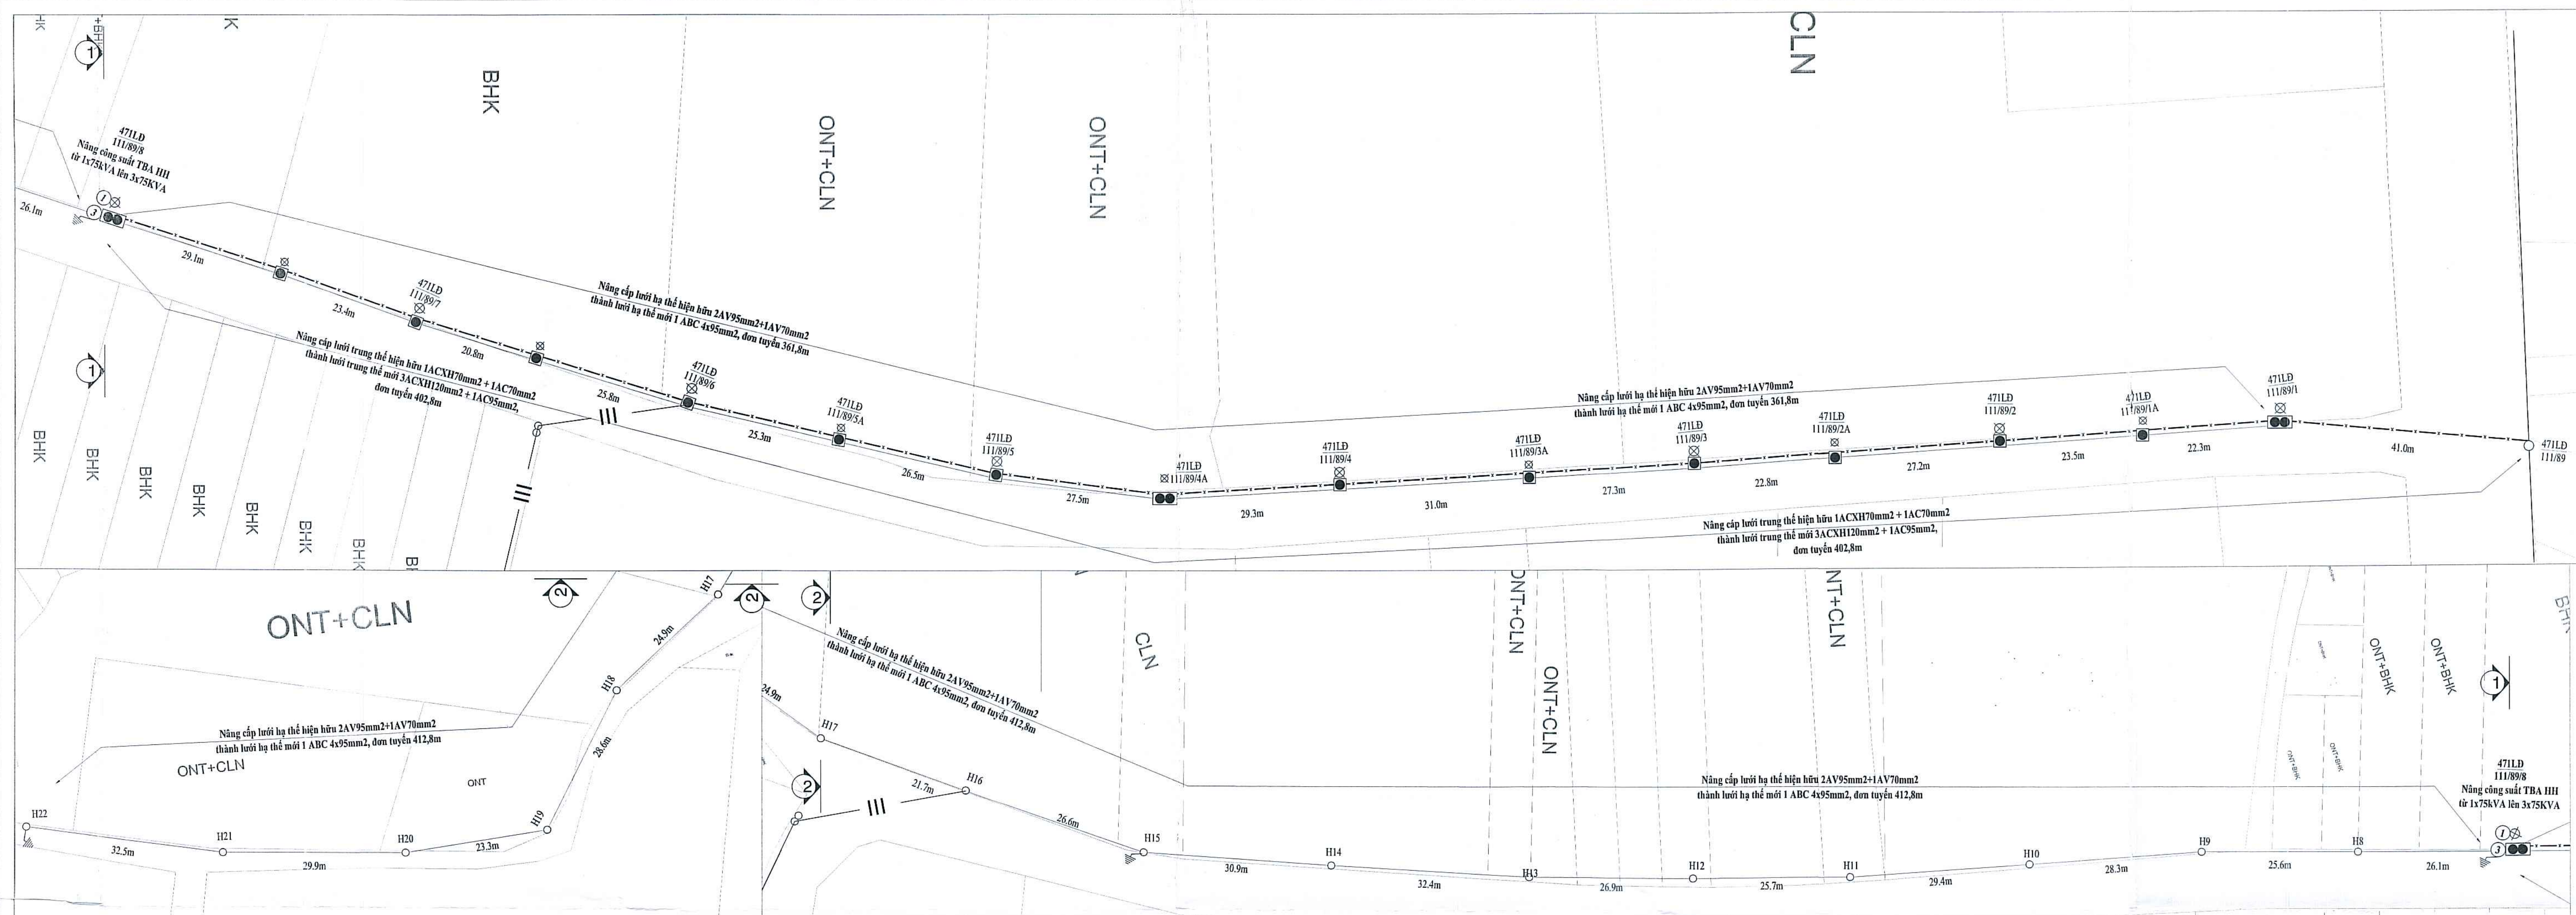 BHK
1
K
BHK
ONT+CLN
ONT+CLN
CLN
471LĐ
111/89/8
Nâng công suất TBA HH
từ 1x75kVA lên 3x75KVA
1
3
26.1m
29.1m
23.4m
471LĐ
111/89/7
20.8m
25.8m
471LĐ
111/89/6
25.3m
471LĐ
111/89/5A
26.5m
471LĐ
111/89/5
27.5m
471LĐ
111/89/4A
29.3m
471LĐ
111/89/4
31.0m
471LĐ
111/89/3A
27.3m
471LĐ
111/89/3
22.8m
471LĐ
111/89/2A
27.2m
471LĐ
111/89/2
23.5m
471LĐ
111/89/1A
22.3m
471LĐ
111/89/1
41.0m
471LĐ
111/89
Nâng cấp lưới hạ thế hiện hữu 2AV95mm2+1AV70mm2
thành lưới hạ thế mới 1 ABC 4x95mm2, đơn tuyến 361,8m
Nâng cấp lưới hạ thế hiện hữu 2AV95mm2+1AV70mm2
thành lưới hạ thế mới 1 ABC 4x95mm2, đơn tuyến 361,8m
Nâng cấp lưới trung thế hiện hữu 1ACXH70mm2 + 1AC70mm2
thành lưới trung thế mới 3ACXH120mm2 + 1AC95mm2,
đơn tuyến 402,8m
Nâng cấp lưới trung thế hiện hữu 1ACXH70mm2 + 1AC70mm2
thành lưới trung thế mới 3ACXH120mm2 + 1AC95mm2,
đơn tuyến 402,8m
1
BHK
BHK
BHK
BHK
BHK
BHK
BHK
ONT+CLN
2
H17
2
24.9m
H18
28.6m
Nâng cấp lưới hạ thế hiện hữu 2AV95mm2+1AV70mm2
thành lưới hạ thế mới 1 ABC 4x95mm2, đơn tuyến 412,8m
ONT+CLN
ONT
H22
32.5m
H21
29.9m
H20
23.3m
H19
2
Nâng cấp lưới hạ thế hiện hữu 2AV95mm2+1AV70mm2
thành lưới hạ thế mới 1 ABC 4x95mm2, đơn tuyến 412,8m
24.9m
H17
2
21.7m
H16
26.6m
H15
CLN
ONT+CLN
ONT+CLN
NT+CLN
Nâng cấp lưới hạ thế hiện hữu 2AV95mm2+1AV70mm2
thành lưới hạ thế mới 1 ABC 4x95mm2, đơn tuyến 412,8m
30.9m
H14
32.4m
H13
26.9m
H12
25.7m
H11
29.4m
H10
28.3m
H9
25.6m
H8
26.1m
ONT+BHK
ONT+BHK
ONT+BHK
ONT+BHK
1
471LĐ
111/89/8
Nâng công suất TBA HH
từ 1x75kVA lên 3x75KVA
1
3